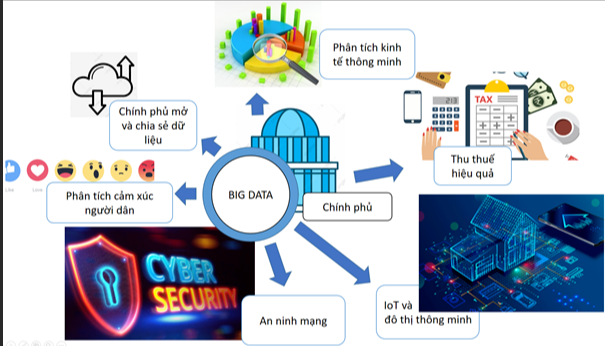 Phân tích kinh
tế thông minh
Chính phủ mở
và chia sẻ dữ
liệu
213
TAX
Thu thuế
hiệu quả
Like
Love
Phân tích cảm xúc
người dân
BIG DATA
Chính phủ
CYBER
SECURITY
An ninh mạng
IoT và
đô thị thông minh